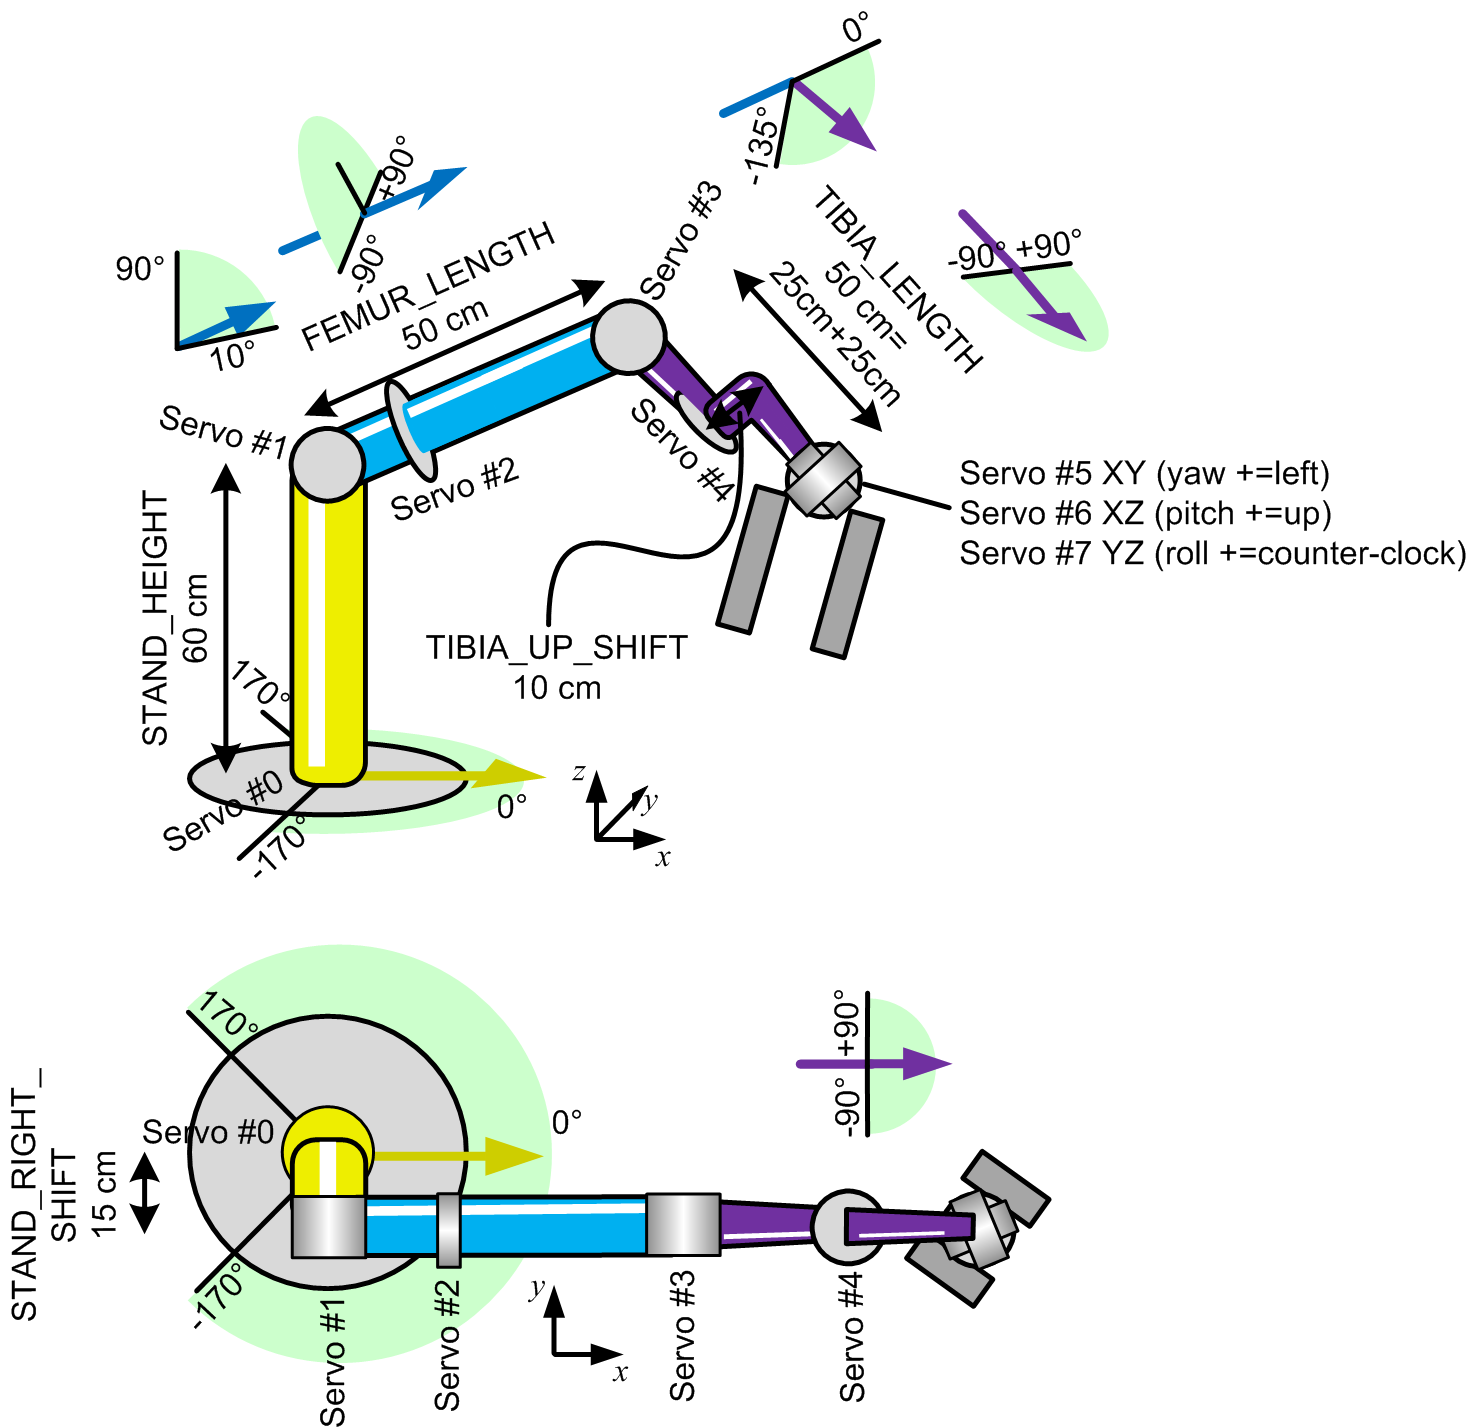 0°
-135°
+90°
-90°
90°
10°
FEMUR_LENGTH
50 cm
Servo #3
TIBIA_LENGTH
50 cm=
25cm+25cm
-90° +90°
Servo #1
Servo #2
Servo #4
Servo #5 XY (yaw +=left)
Servo #6 XZ (pitch +=up)
Servo #7 YZ (roll +=counter-clock)
STAND_HEIGHT
60 cm
TIBIA_UP_SHIFT
10 cm
170°
Servo #0
-170°
0°
z
y
x
170°
Servo #0
-170°
0°
STAND_RIGHT_
SHIFT
15 cm
-90° +90°
Servo #1
Servo #2
y
x
Servo #3
Servo #4